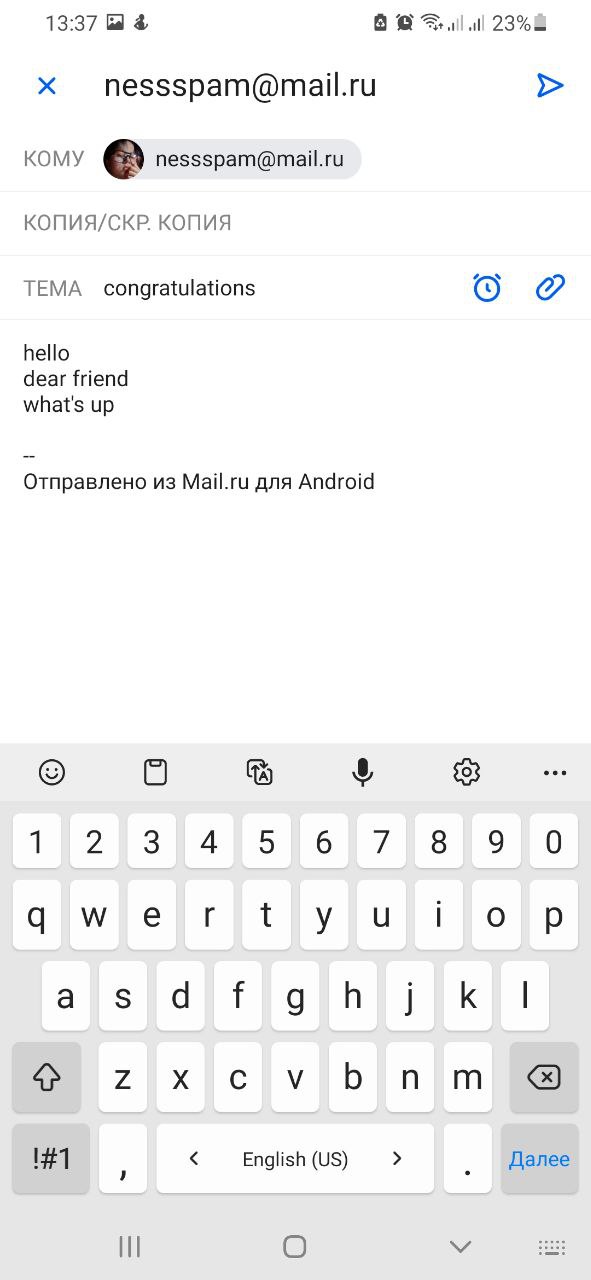 13:37 23%
nessspam@mail.ru
КОМУ nessspam@mail.ru
КОПИЯ/СКР. КОПИЯ
ТЕМА congratulations
hello
dear friend
what's up
--
Отправлено из Mail.ru для Android
1 2 3 4 5 6 7 8 9 0
q w e r t y u i o p
a s d f g h j k l
z x c v b n m
!#1 , < English (US) > . Далее